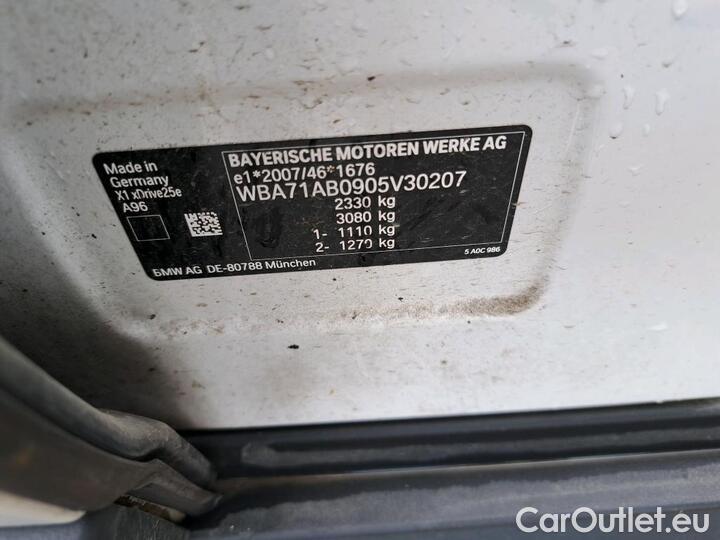 BAYERISCHE MOTOREN WERKE AG
e1*2007/46*1676
WBA71AB0905V30207
2330 kg
3080 kg
1- 1110 kg
2- 1270 kg
Made in
Germany
X1 xDrive25e
A96
BMW AG DE-80788 München
5 A0C 986
CarOutlet.eu